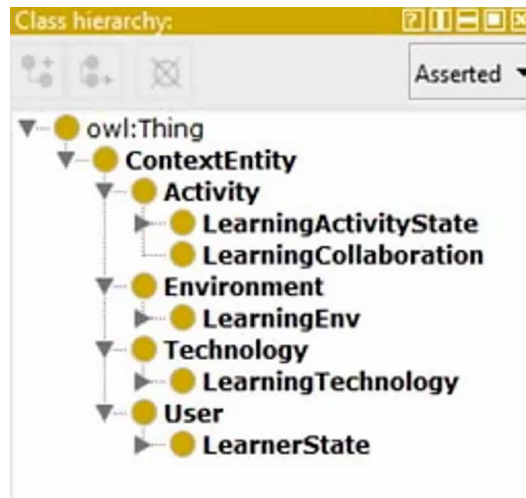 Class hierarchy:
Asserted
owl:Thing
ContextEntity
Activity
LearningActivityState
LearningCollaboration
Environment
LearningEnv
Technology
LearningTechnology
User
LearnerState